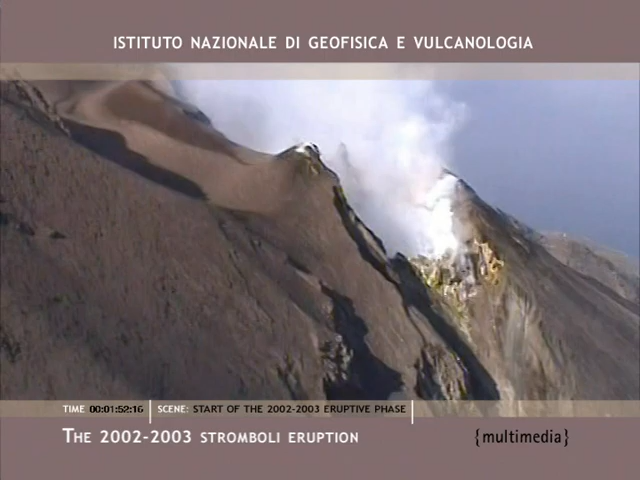 ISTITUTO NAZIONALE DI GEOFISICA E VULCANOLOGIA
TIME 00:01:52:16 SCENE: START OF THE 2002-2003 ERUPTIVE PHASE
THE 2002-2003 STROMBOLI ERUPTION
{multimedia}